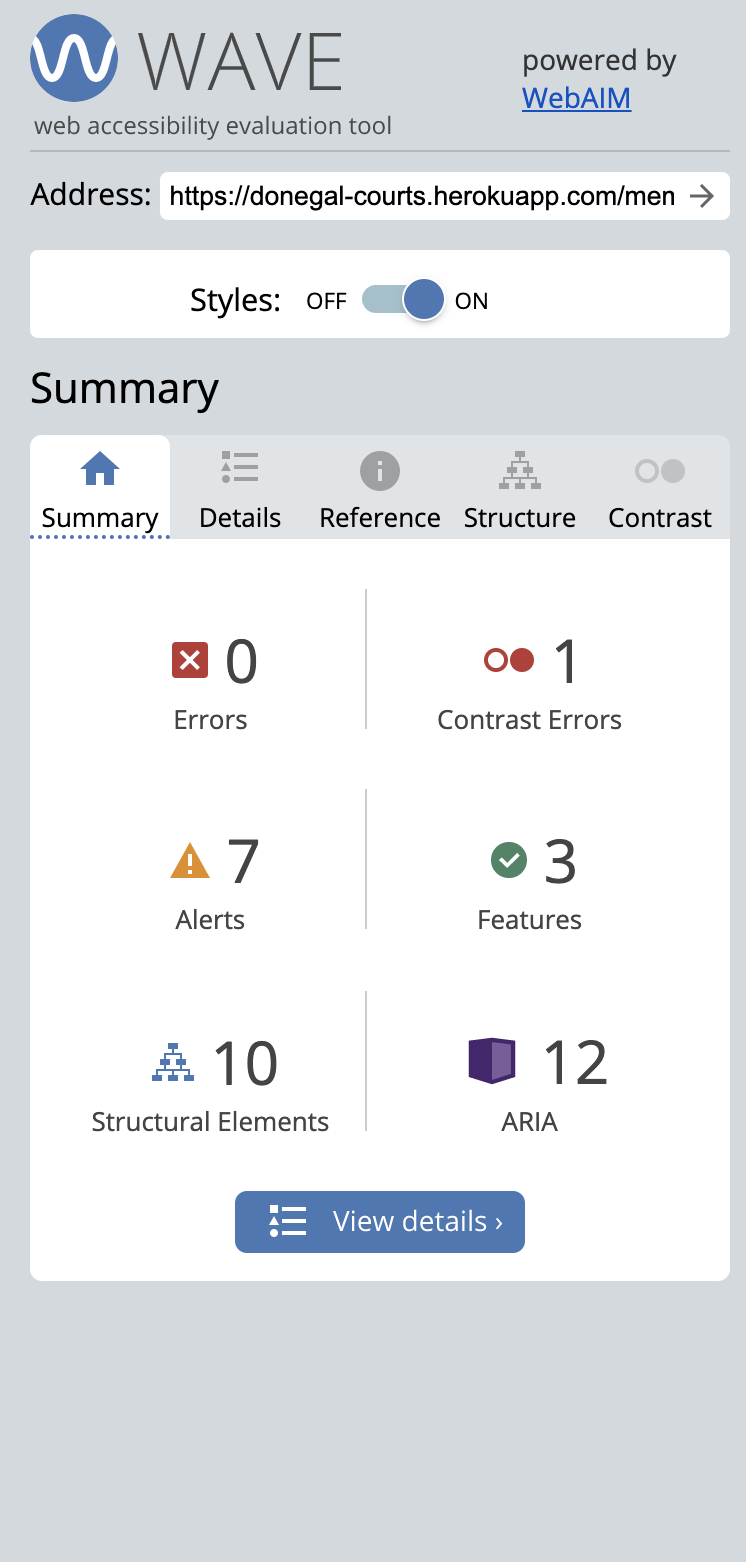 WAVE
powered by
WebAIM
web accessibility evaluation tool
Address: https://donegal-courts.herokuapp.com/men
Styles: OFF ON
Summary
Summary Details Reference Structure Contrast
0 1
Errors Contrast Errors
7 3
Alerts Features
10 12
Structural Elements ARIA
View details ›